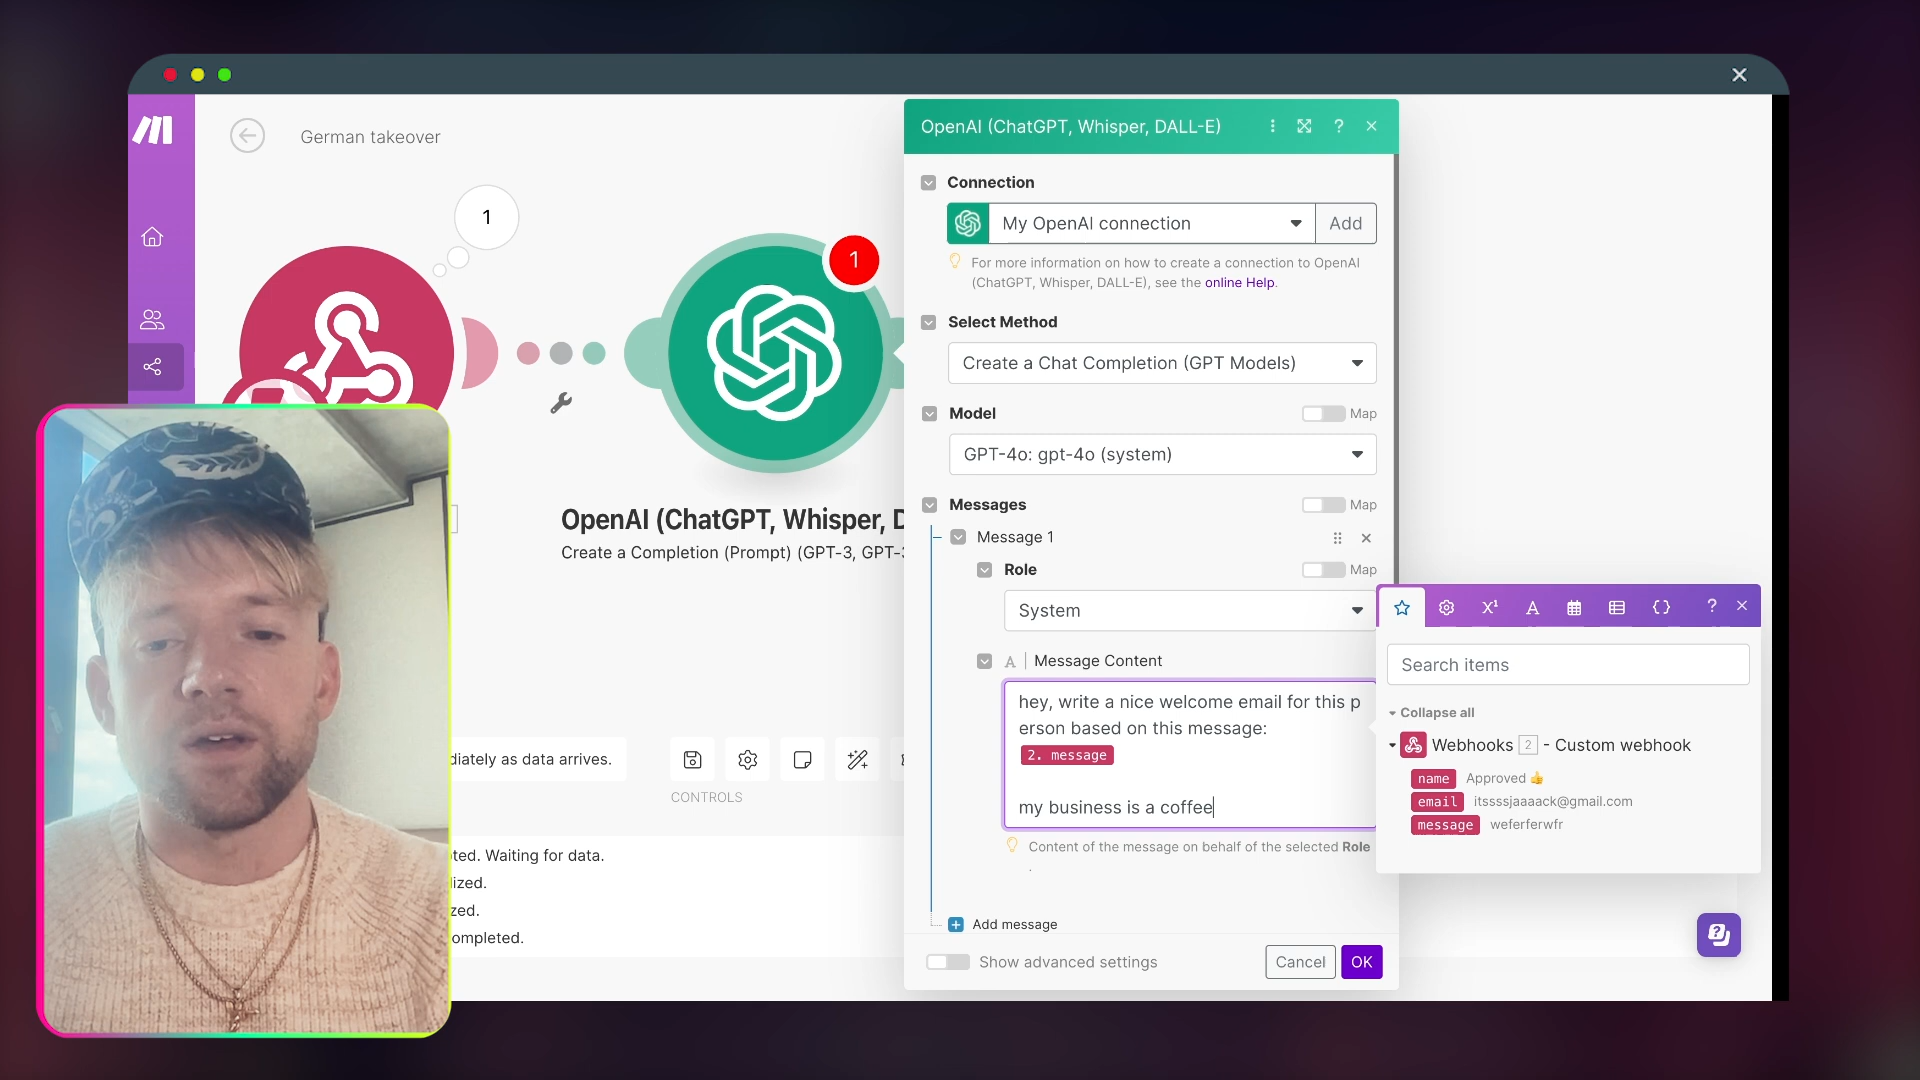 German takeover
1
1
OpenAI (ChatGPT, Whisper, D
Create a Completion (Prompt) (GPT-3, GPT-3
diately as data arrives.
CONTROLS
ted. Waiting for data.
ized.
zed.
ompleted.
OpenAI (ChatGPT, Whisper, DALL-E)
?
Connection
My OpenAI connection
Add
For more information on how to create a connection to OpenAI
(ChatGPT, Whisper, DALL-E), see the online Help.
Select Method
Create a Chat Completion (GPT Models)
Model
Map
GPT-4o: gpt-4o (system)
Messages
Map
Message 1
Role
Map
System
A | Message Content
hey, write a nice welcome email for this p
erson based on this message:
2. message
my business is a coffee
Content of the message on behalf of the selected Role
.
Add message
Show advanced settings
Cancel
OK
X¹
A
?
Search items
Collapse all
Webhooks 2 - Custom webhook
name Approved 👍
email itssssjaaaack@gmail.com
message weferferwfr